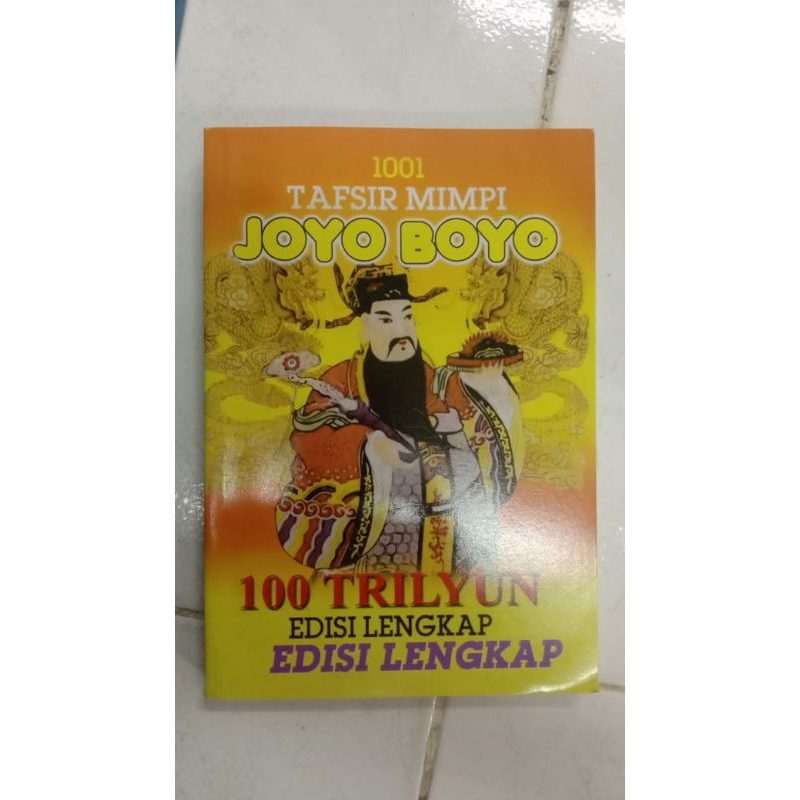 1001
TAFSIR MIMPI
JOYO BOYO
100 TRILYUN
EDISI LENGKAP
EDISI LENGKAP